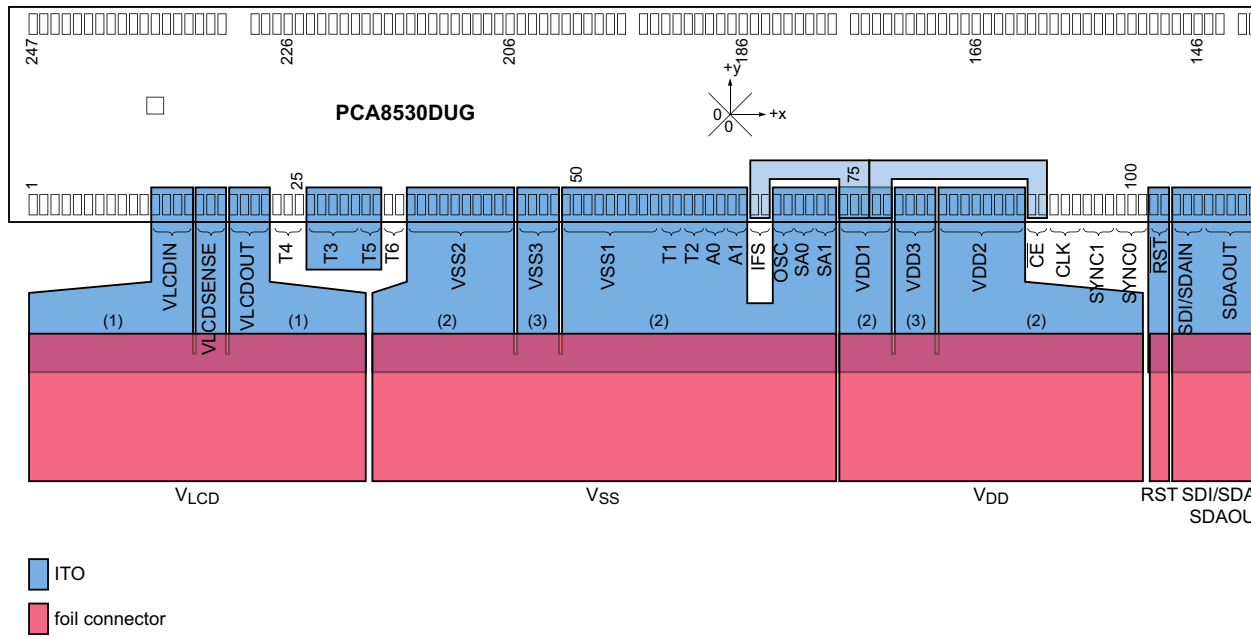 247
226
206
186
166
146
+y
0
+x
0
PCA8530DUG
1
25
50
75
100
VLCDIN
VLCDSENSE
VLCDOUT
T4
T3
T5
T6
VSS2
VSS3
VSS1
T1
T2
A0
A1
IFS
OSC
SA0
SA1
VDD1
VDD3
VDD2
CE
CLK
SYNC1
SYNC0
RST
SDI/SDAIN
SDAOUT
(1)
(1)
(2)
(3)
(2)
(2)
(3)
(2)
VLCD
VSS
VDD
RST
SDI/SDA
SDAOU
ITO
foil connector